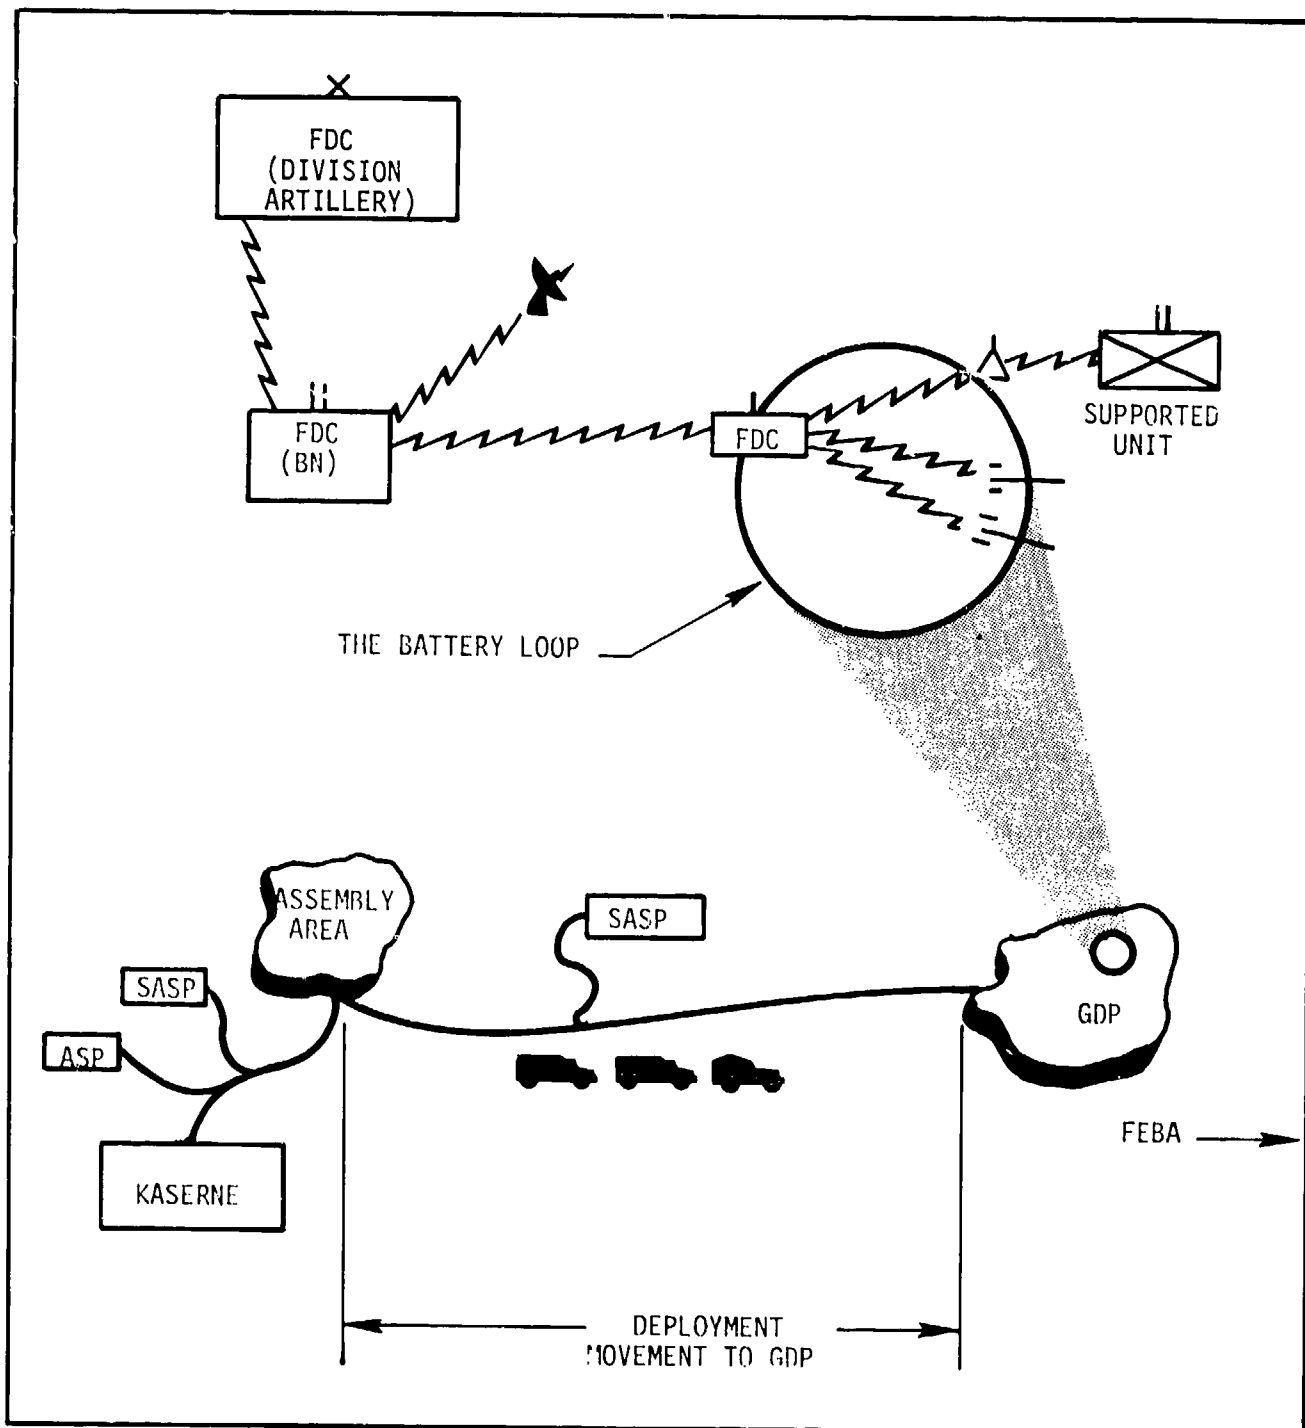 FDC
(DIVISION
ARTILLERY)
FDC
(BN)
FDC
SUPPORTED
UNIT
THE BATTERY LOOP
ASSEMBLY
AREA
SASP
SASP
ASP
GDP
KASERNE
FEBA
DEPLOYMENT
MOVEMENT TO GDP